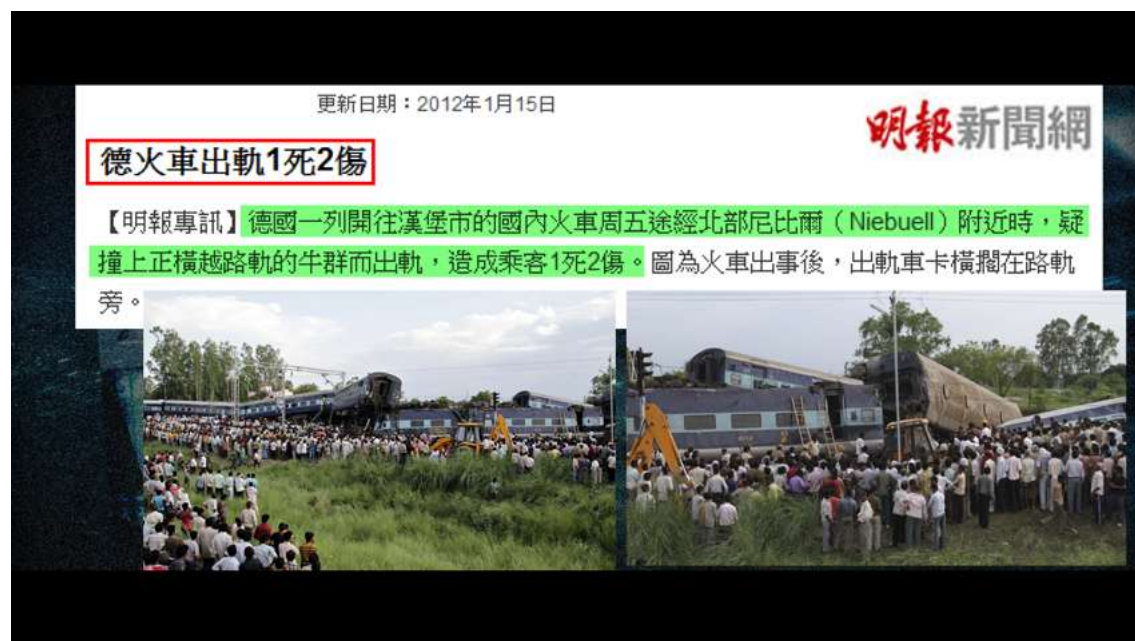 更新日期：2012年1月15日
明報新聞網
德火車出軌1死2傷
【明報專訊】德國一列開往漢堡市的國內火車周五途經北部尼比爾（Niebuell）附近時，疑
撞上正橫越路軌的牛群而出軌，造成乘客1死2傷。圖為火車出事後，出軌車卡橫擱在路軌
旁。